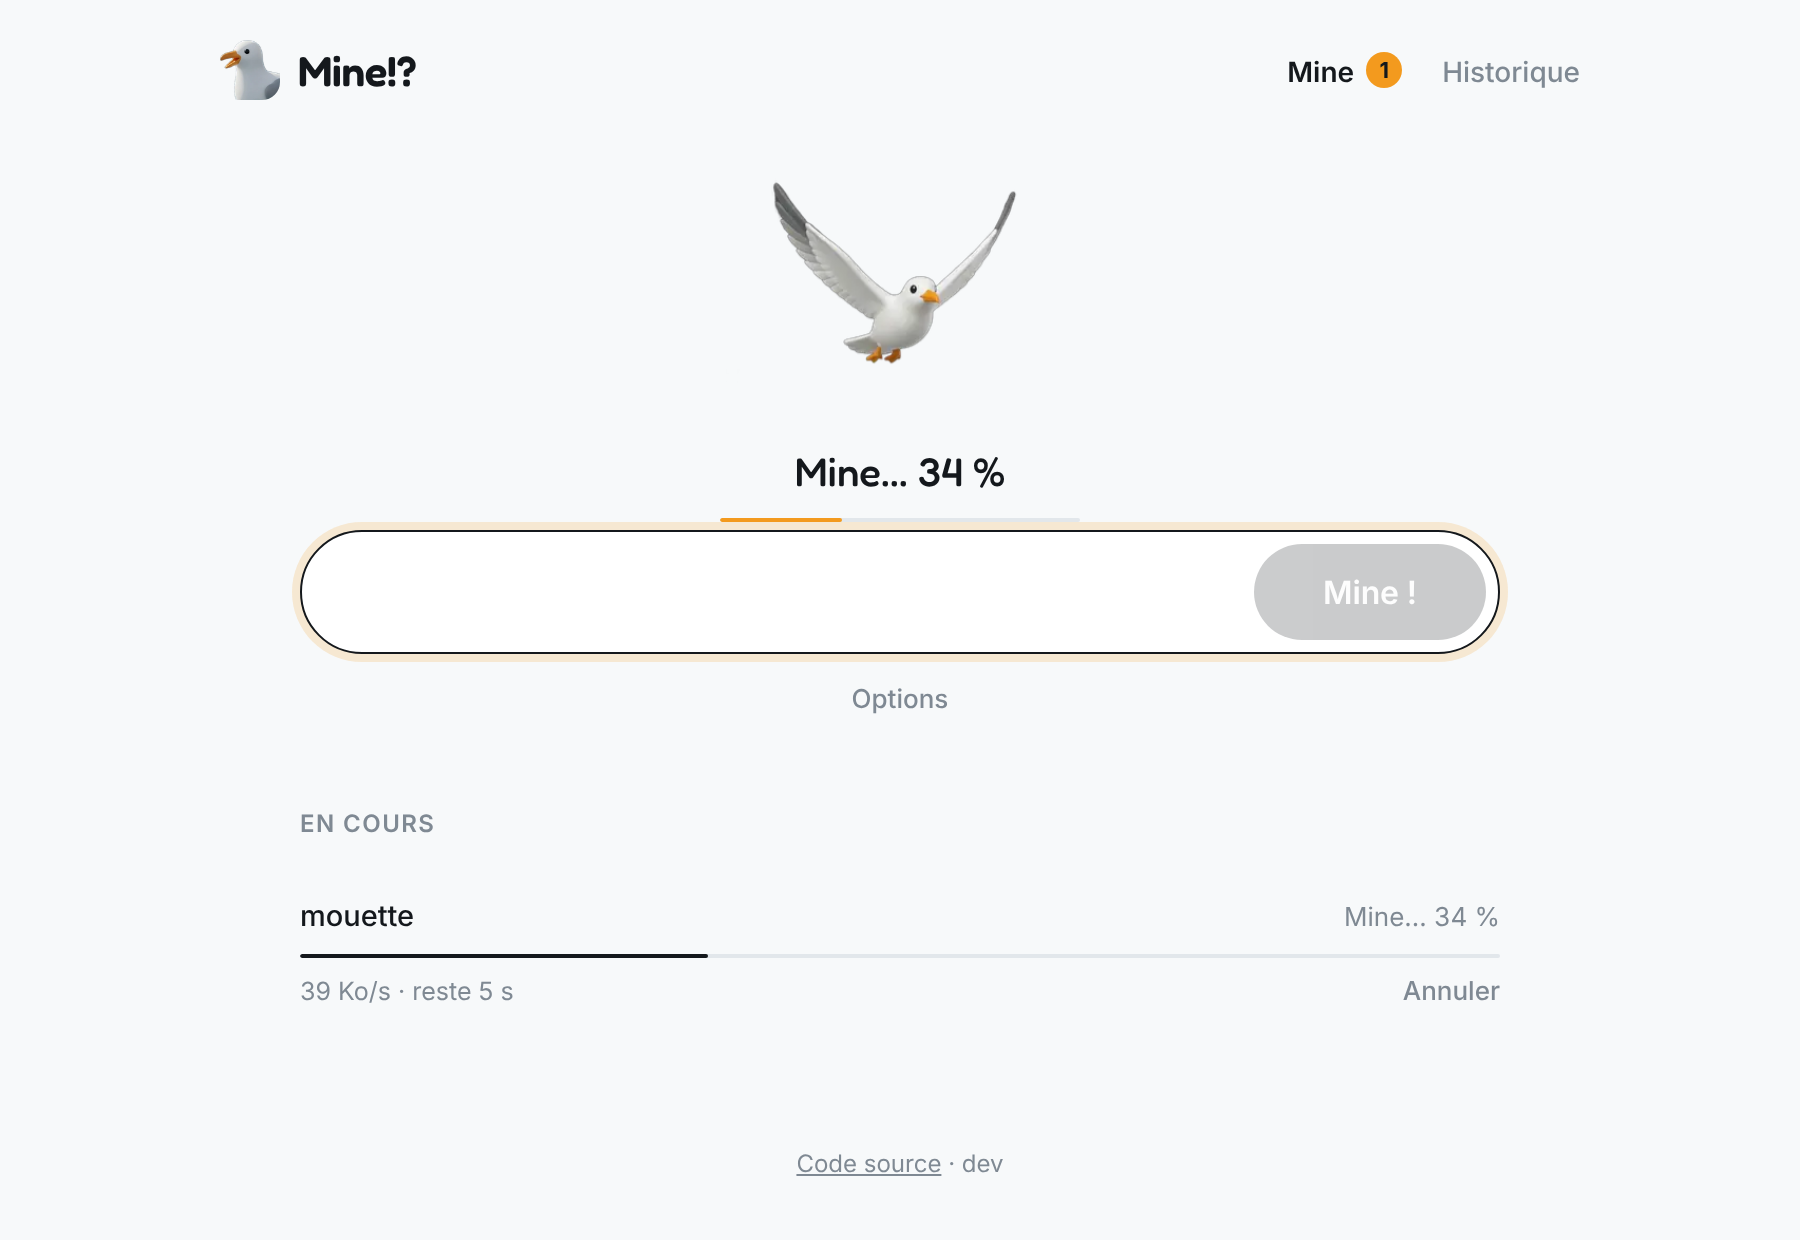 Mine!?
Mine 1 Historique
Mine... 34 %
Mine !
Options
EN COURS
mouette
Mine... 34 %
39 Ko/s · reste 5 s
Annuler
Code source · dev